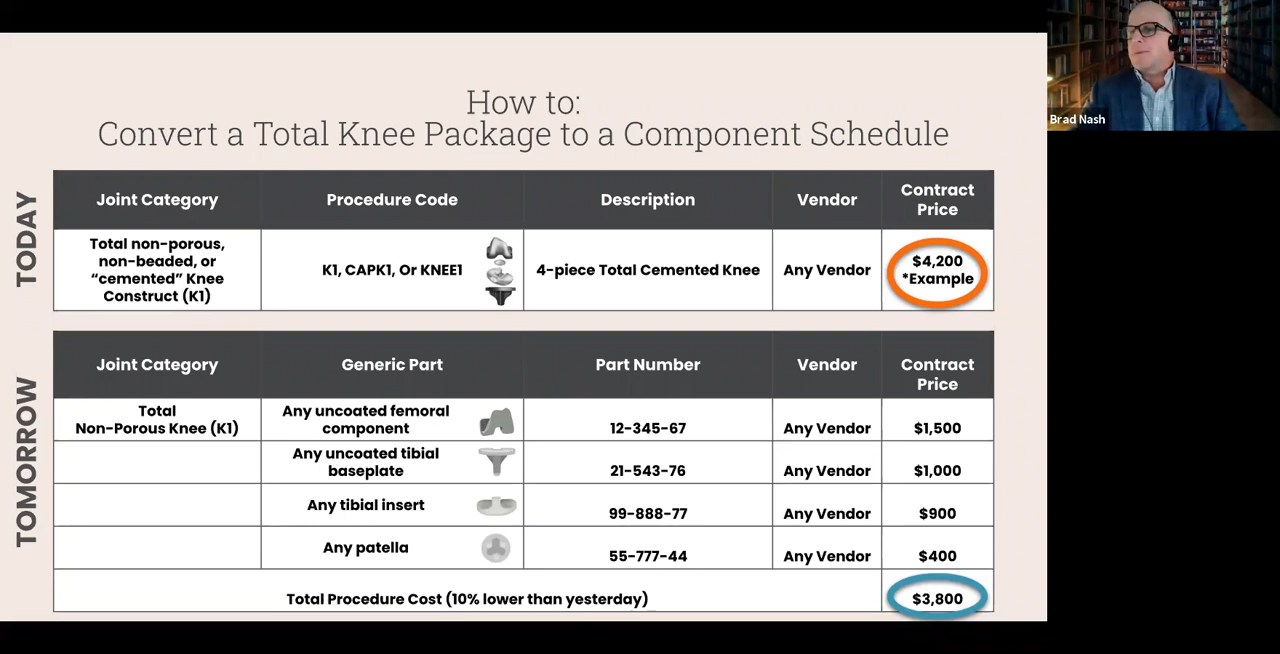 How to:
Convert a Total Knee Package to a Component Schedule
Brad Nash
TODAY
Joint Category
Procedure Code
Description
Vendor
Contract
Price
Total non-porous,
non-beaded, or
“cemented” Knee
Construct (K1)
K1, CAPK1, Or KNEE1
4-piece Total Cemented Knee
Any Vendor
$4,200
*Example
TOMORROW
Joint Category
Generic Part
Part Number
Vendor
Contract
Price
Total
Non-Porous Knee (K1)
Any uncoated femoral
component
12-345-67
Any Vendor
$1,500
Any uncoated tibial
baseplate
21-543-76
Any Vendor
$1,000
Any tibial insert
99-888-77
Any Vendor
$900
Any patella
55-777-44
Any Vendor
$400
Total Procedure Cost (10% lower than yesterday)
$3,800